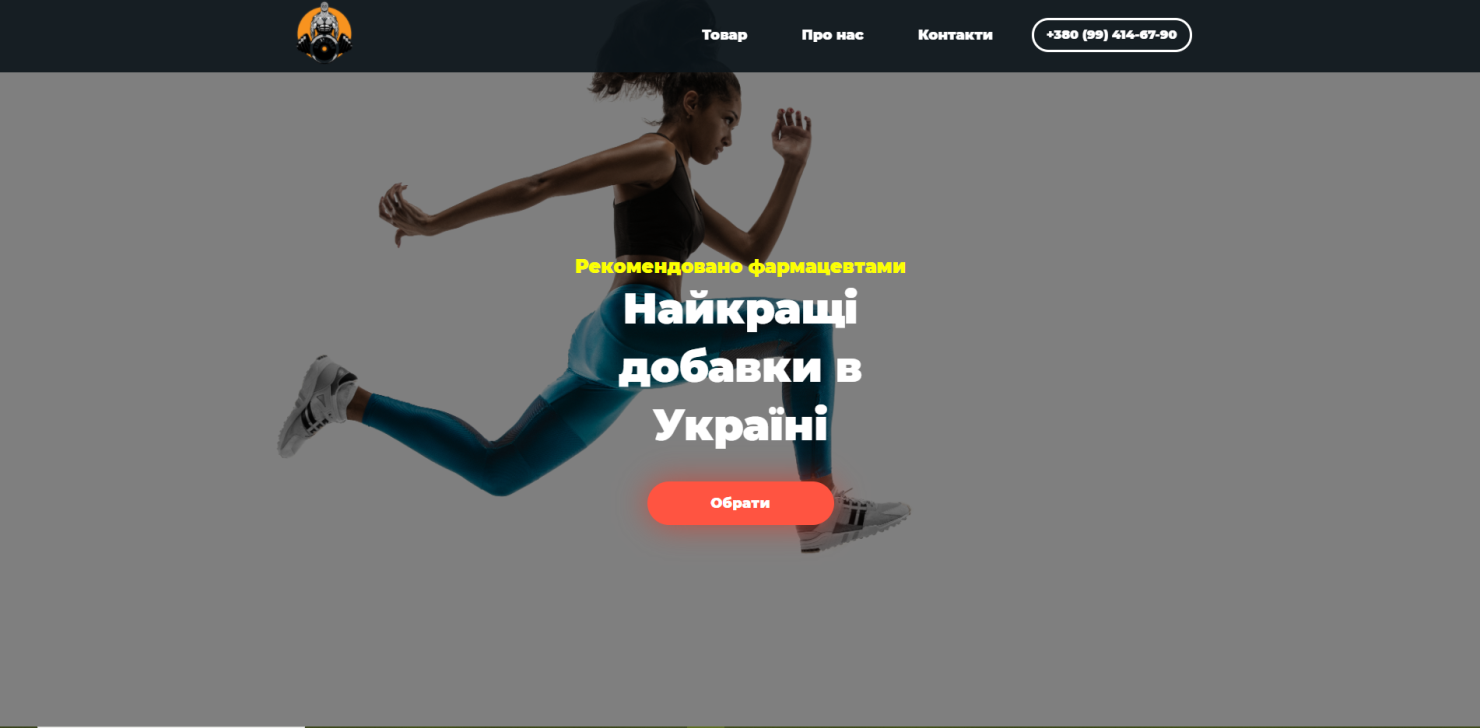 Товар
Про нас
Контакти
+380 (99) 414-67-90
Рекомендовано фармацевтами
Найкращі
добавки в
Україні
Обрати